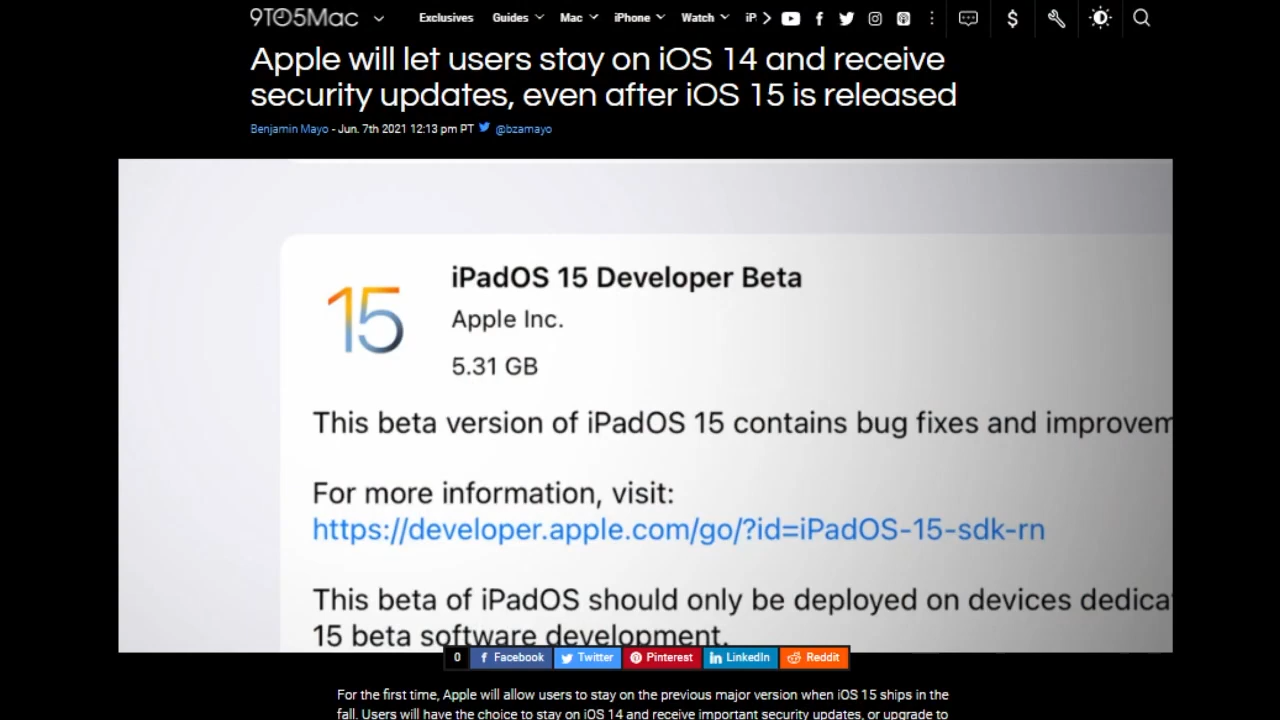 9TO5Mac Exclusives Guides Mac iPhone Watch iP
Apple will let users stay on iOS 14 and receive
security updates, even after iOS 15 is released
Benjamin Mayo - Jun. 7th 2021 12:13 pm PT @bzamayo
15
iPadOS 15 Developer Beta
Apple Inc.
5.31 GB
This beta version of iPadOS 15 contains bug fixes and improvem
For more information, visit:
https://developer.apple.com/go/?id=iPadOS-15-sdk-rn
This beta of iPadOS should only be deployed on devices dedica
15 beta software development.
0 Facebook Twitter Pinterest LinkedIn Reddit
For the first time, Apple will allow users to stay on the previous major version when iOS 15 ships in the
fall. Users will have the choice to stay on iOS 14 and receive important security updates, or upgrade to